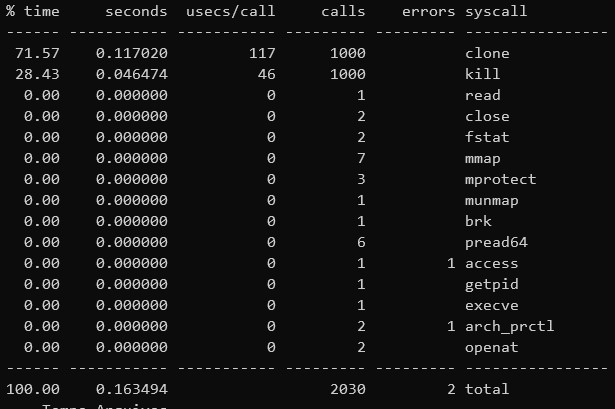 % time     seconds  usecs/call     calls    errors syscall
------ ----------- ----------- --------- --------- ----------------
 71.57    0.117020         117      1000           clone
 28.43    0.046474          46      1000           kill
  0.00    0.000000           0         1           read
  0.00    0.000000           0         2           close
  0.00    0.000000           0         2           fstat
  0.00    0.000000           0         7           mmap
  0.00    0.000000           0         3           mprotect
  0.00    0.000000           0         1           munmap
  0.00    0.000000           0         1           brk
  0.00    0.000000           0         6           pread64
  0.00    0.000000           0         1         1 access
  0.00    0.000000           0         1           getpid
  0.00    0.000000           0         1           execve
  0.00    0.000000           0         2         1 arch_prctl
  0.00    0.000000           0         2           openat
------ ----------- ----------- --------- --------- ----------------
100.00    0.163494                  2030         2 total